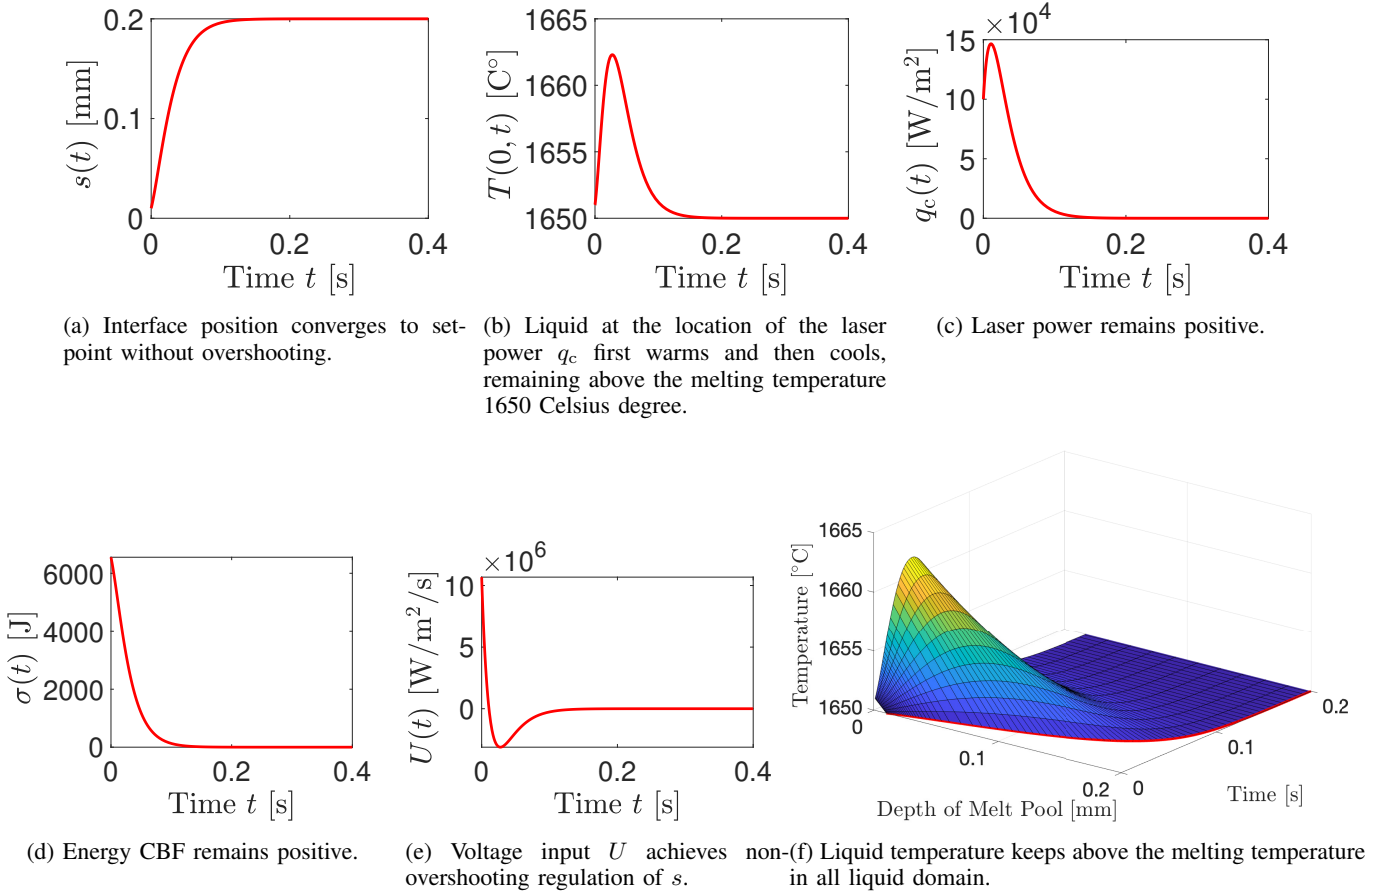 0.2
0.1
0
s(t) [mm]
0 0.2 0.4
Time t [s]
1665
1660
1655
1650
T(0, t) [C°]
0 0.2 0.4
Time t [s]
×10⁴
15
10
5
0
q_c(t) [W/m²]
0 0.2 0.4
Time t [s]
(a) Interface position converges to set-
point without overshooting.
(b) Liquid at the location of the laser
power q_c first warms and then cools,
remaining above the melting temperature
1650 Celsius degree.
(c) Laser power remains positive.
6000
4000
2000
0
σ(t) [J]
0 0.2 0.4
Time t [s]
×10⁶
10
5
0
U(t) [W/m²/s]
0 0.2 0.4
Time t [s]
1665
1660
1655
1650
Temperature [°C]
0
0.1
0.2
Depth of Melt Pool [mm]
0
0.1
0.2
Time [s]
(d) Energy CBF remains positive.
(e) Voltage input U achieves non-
overshooting regulation of s.
(f) Liquid temperature keeps above the melting temperature
in all liquid domain.